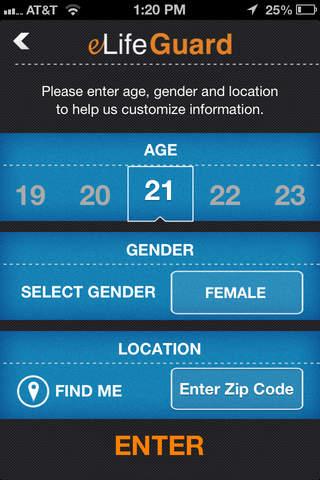 AT&T 1:20 PM 25%
eLifeGuard
Please enter age, gender and location
to help us customize information.
AGE
19 20 21 22 23
GENDER
SELECT GENDER FEMALE
LOCATION
FIND ME Enter Zip Code
ENTER